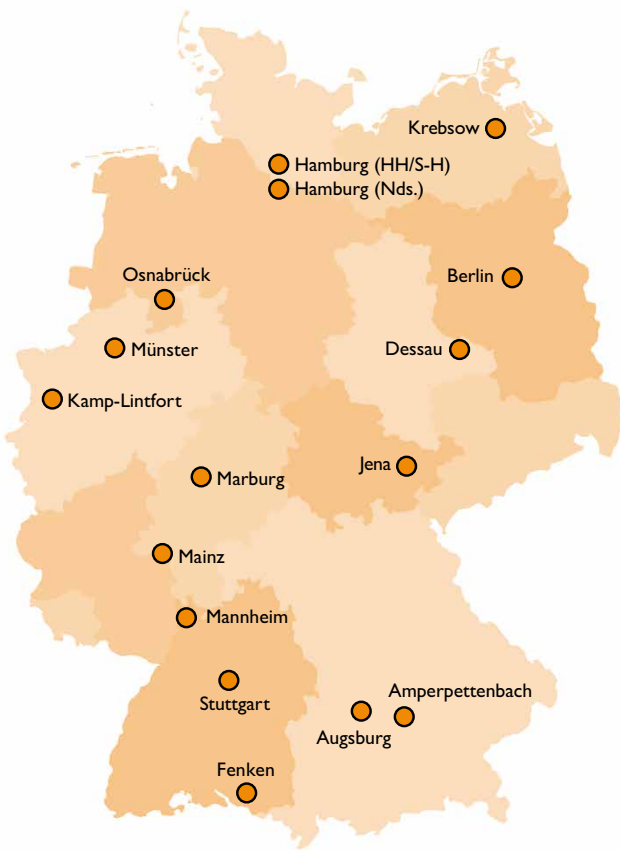 Krebsow
Hamburg (HH/S-H)
Hamburg (Nds.)
Osnabrück
Berlin
Münster
Dessau
Kamp-Lintfort
Jena
Marburg
Mainz
Mannheim
Stuttgart
Amperpettenbach
Augsburg
Fenken